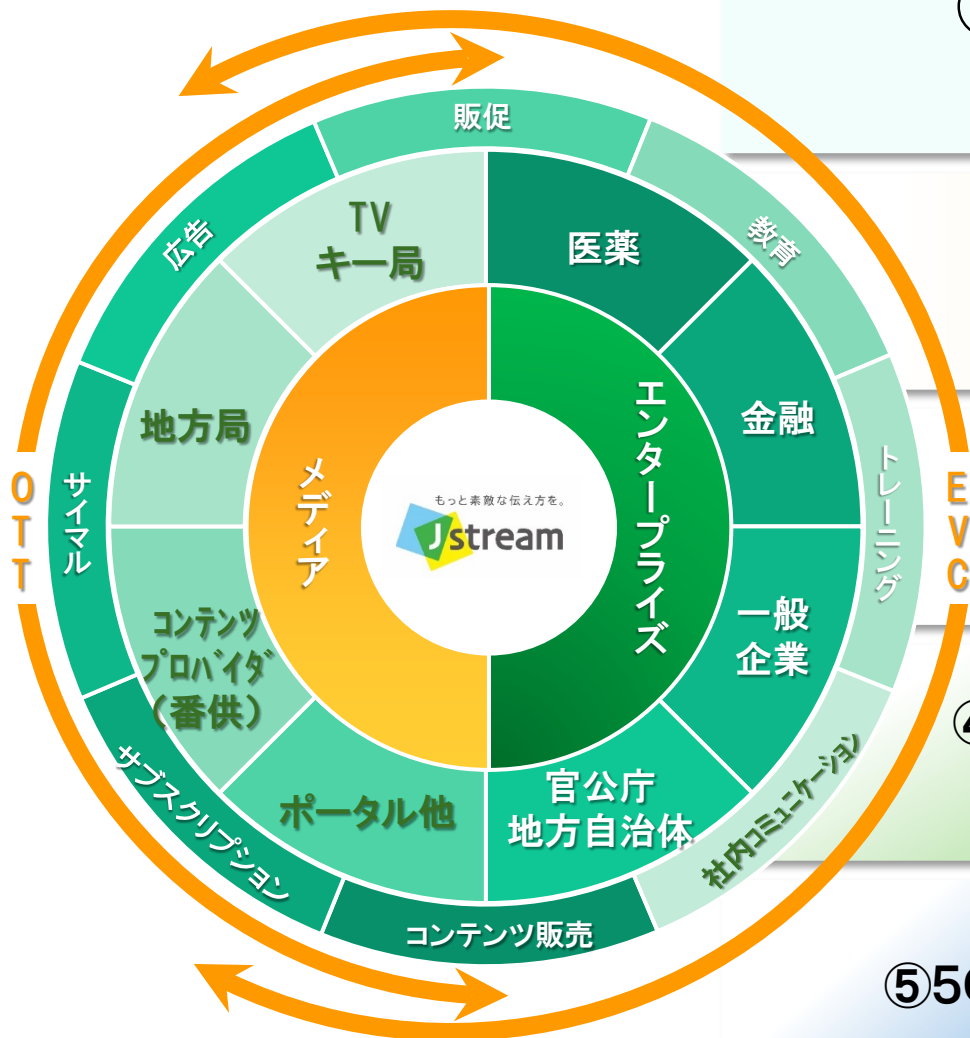 販促
広告
教育
TV
キー局
医薬
地方局
金融
サイマル
トレーニング
OTT
EVC
メディア
エンタープライズ
もっと素敵な伝え方を。
Jstream
コンテンツ
プロバイダ
（番供）
一般
企業
ポータル他
官公庁
地方自治体
サブスクリプション
社内コミュニケーション
コンテンツ販売
⑤5